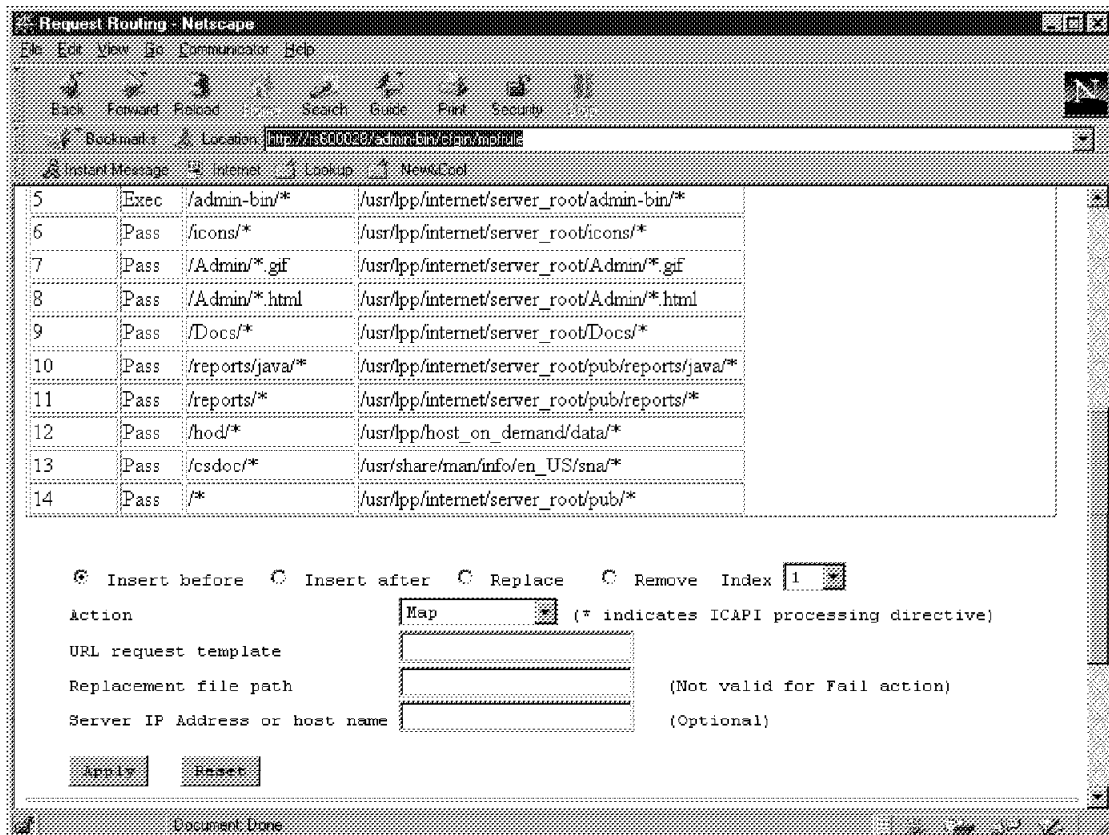 Request Routing - Netscape
File Edit View Go Communicator Help
Back Forward Reload Search Guide Print Security
Bookmarks Location:
Instant Message Internet Lookup New&Cool
5 Exec /admin-bin/* /usr/lpp/internet/server_root/admin-bin/*
6 Pass /icons/* /usr/lpp/internet/server_root/icons/*
7 Pass /Admin/*.gif /usr/lpp/internet/server_root/Admin/*.gif
8 Pass /Admin/*.html /usr/lpp/internet/server_root/Admin/*.html
9 Pass /Docs/* /usr/lpp/internet/server_root/Docs/*
10 Pass /reports/java/* /usr/lpp/internet/server_root/pub/reports/java/*
11 Pass /reports/* /usr/lpp/internet/server_root/pub/reports/*
12 Pass /hod/* /usr/lpp/host_on_demand/data/*
13 Pass /csdoc/* /usr/share/man/info/en_US/sna/*
14 Pass /* /usr/lpp/internet/server_root/pub/*
Insert before Insert after Replace Remove Index 1
Action Map (* indicates ICAPI processing directive)
URL request template
Replacement file path (Not valid for Fail action)
Server IP Address or host name (Optional)
Apply Reset
Document: Done